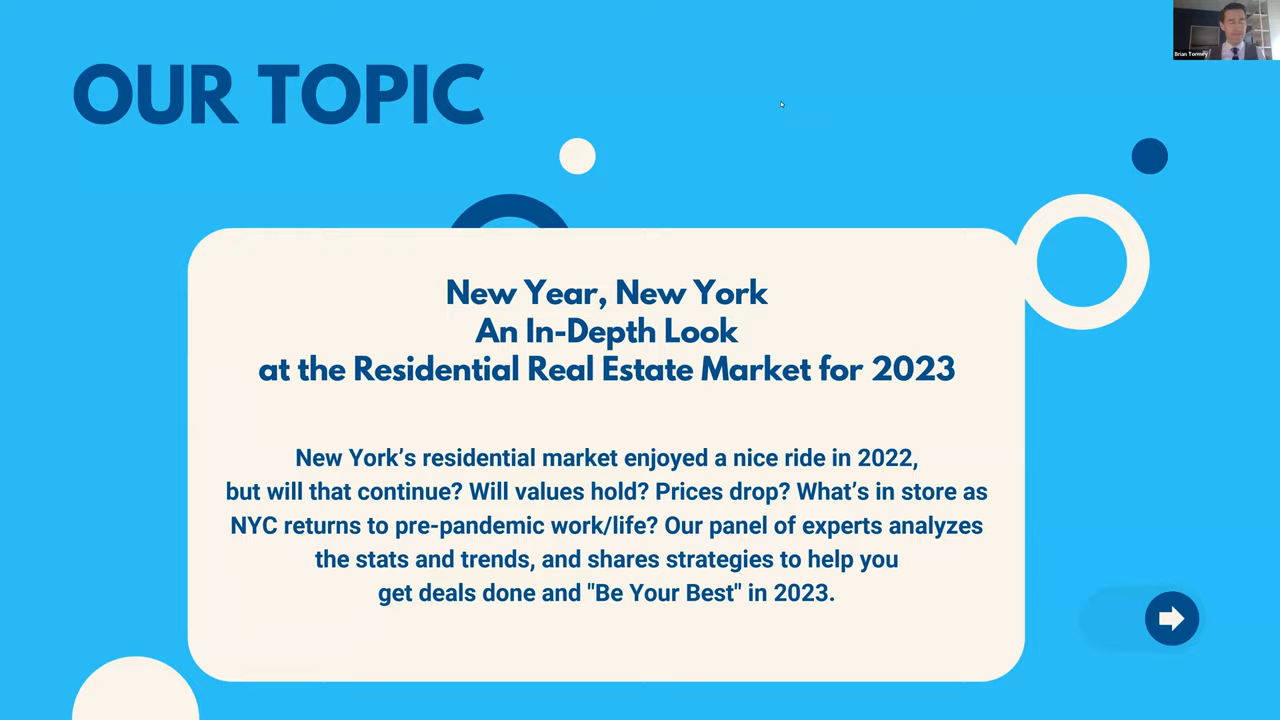 OUR TOPIC
Brian Tormey
New Year, New York
An In-Depth Look
at the Residential Real Estate Market for 2023
New York’s residential market enjoyed a nice ride in 2022,
but will that continue? Will values hold? Prices drop? What’s in store as
NYC returns to pre-pandemic work/life? Our panel of experts analyzes
the stats and trends, and shares strategies to help you
get deals done and "Be Your Best" in 2023.